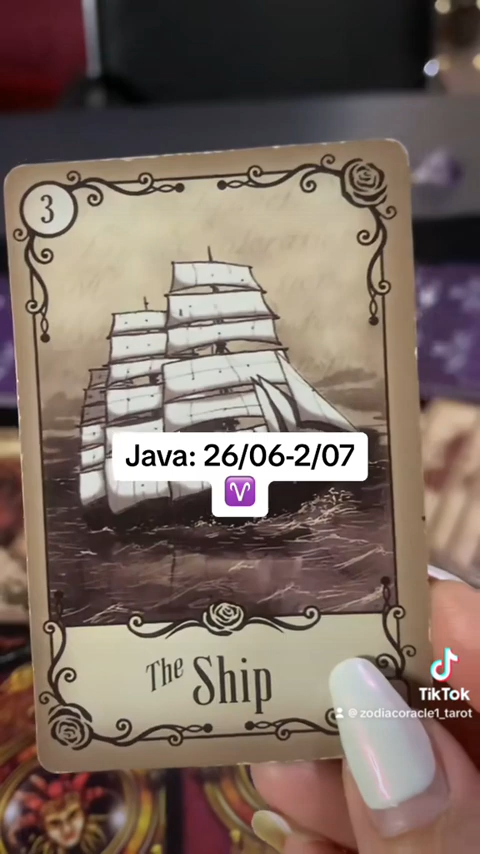 3
Java: 26/06-2/07
♈
The Ship
TikTok
@zodiacoracle1_tarot